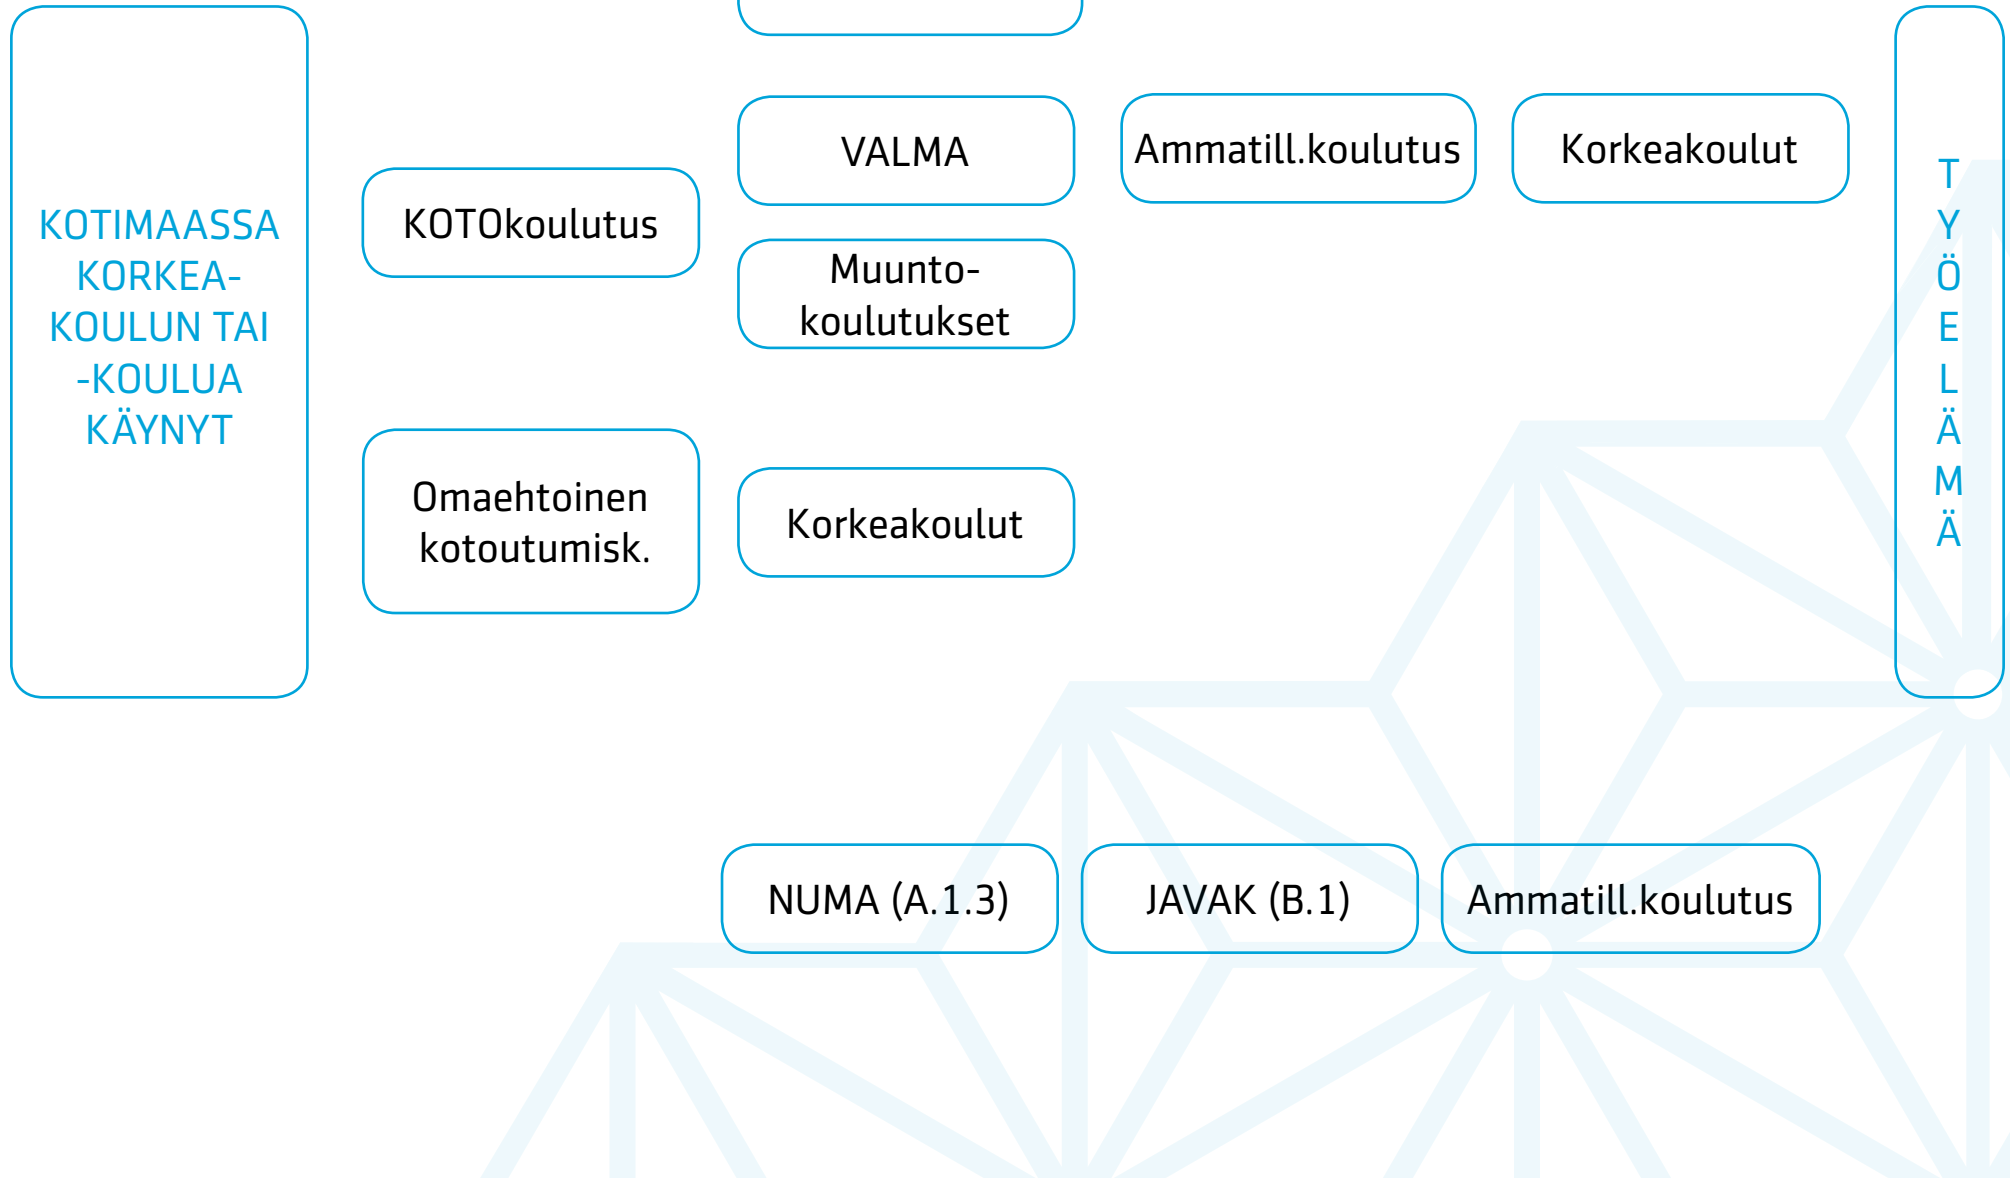 KOTIMAASSA
KORKEA-
KOULUN TAI
-KOULUA
KÄYNYT
KOTOkoulutus
Omaehtoinen
kotoutumisk.
VALMA
Muunto-
koulutukset
Korkeakoulut
Ammatill.koulutus
Korkeakoulut
T
Y
Ö
E
L
Ä
M
Ä
NUMA (A.1.3)
JAVAK (B.1)
Ammatill.koulutus